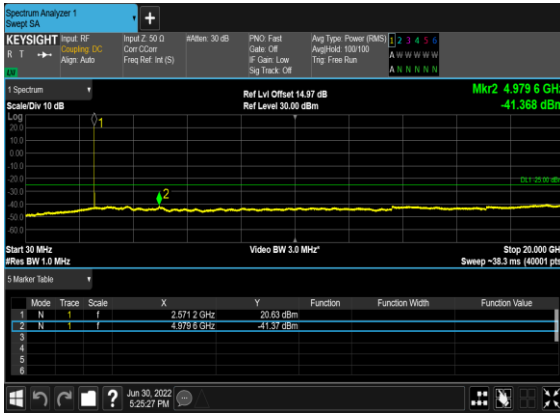 Spectrum Analyzer 1
Swept SA
+
KEYSIGHT
R T
LW
Input: RF
Coupling: DC
Align: Auto
Input Z: 50 Ω
Corr CCorr
Freq Ref: Int (S)
#Atten: 30 dB
PNO: Fast
Gate: Off
IF Gain: Low
Sig Track: Off
Avg Type: Power (RMS)
Avg|Hold: 100/100
Trig: Free Run
1 2 3 4 5 6
A W W W W W
A N N N N N
1 Spectrum
Scale/Div 10 dB
Ref Lvl Offset 14.97 dB
Ref Level 30.00 dBm
Mkr2 4.979 6 GHz
-41.368 dBm
Log
20.0
10.0
0.00
-10.0
-20.0
-30.0
-40.0
-50.0
-60.0
1
2
DL1 -25.00 dBm
Start 30 MHz
#Res BW 1.0 MHz
Video BW 3.0 MHz*
Stop 20.000 GHz
Sweep ~38.3 ms (40001 pts)
5 Marker Table
Mode Trace Scale X Y Function Function Width Function Value
1 N 1 f 2.571 2 GHz 20.63 dBm
2 N 1 f 4.979 6 GHz -41.37 dBm
3
4
5
6
?
Jun 30, 2022
5:25:27 PM